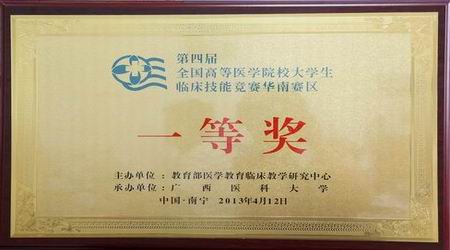 第四届
全国高等医学院校大学生
临床技能竞赛华南赛区
一等奖
主办单位：教育部医学教育临床教学研究中心
承办单位：广西医科大学
中国·南宁 2013年4月12日